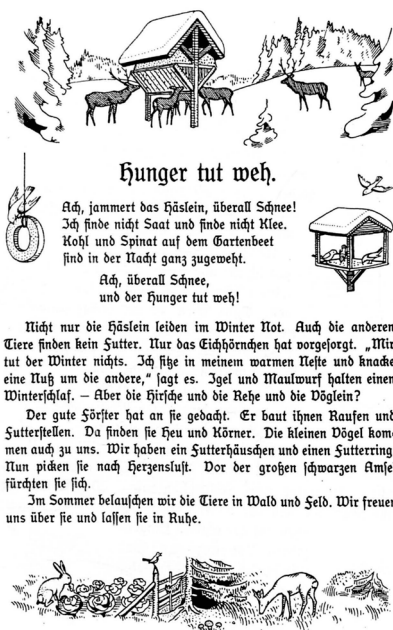 Hunger tut weh.
Ach, jammert das Häslein, überall Schnee!
Ich finde nicht Saat und finde nicht Klee.
Kohl und Spinat auf dem Gartenbeet
sind in der Nacht ganz zugeweht.
Ach, überall Schnee,
und der Hunger tut weh!
Nicht nur die Häslein leiden im Winter Not. Auch die anderen
Tiere finden kein Futter. Nur das Eichhörnchen hat vorgesorgt. „Mir
tut der Winter nichts. Ich sitze in meinem warmen Neste und knacke
eine Nuß um die andere,“ sagt es. Igel und Maulwurf halten einen
Winterschlaf. — Aber die Hirsche und die Rehe und die Vöglein?
Der gute Förster hat an sie gedacht. Er baut ihnen Raufen und
Futterstellen. Da finden sie Heu und Körner. Die kleinen Vögel kom-
men auch zu uns. Wir haben ein Futterhäuschen und einen Futterring.
Nun picken sie nach Herzenslust. Vor der großen schwarzen Amsel
fürchten sie sich.
Im Sommer belauschen wir die Tiere in Wald und Feld. Wir freuen
uns über sie und lassen sie in Ruhe.